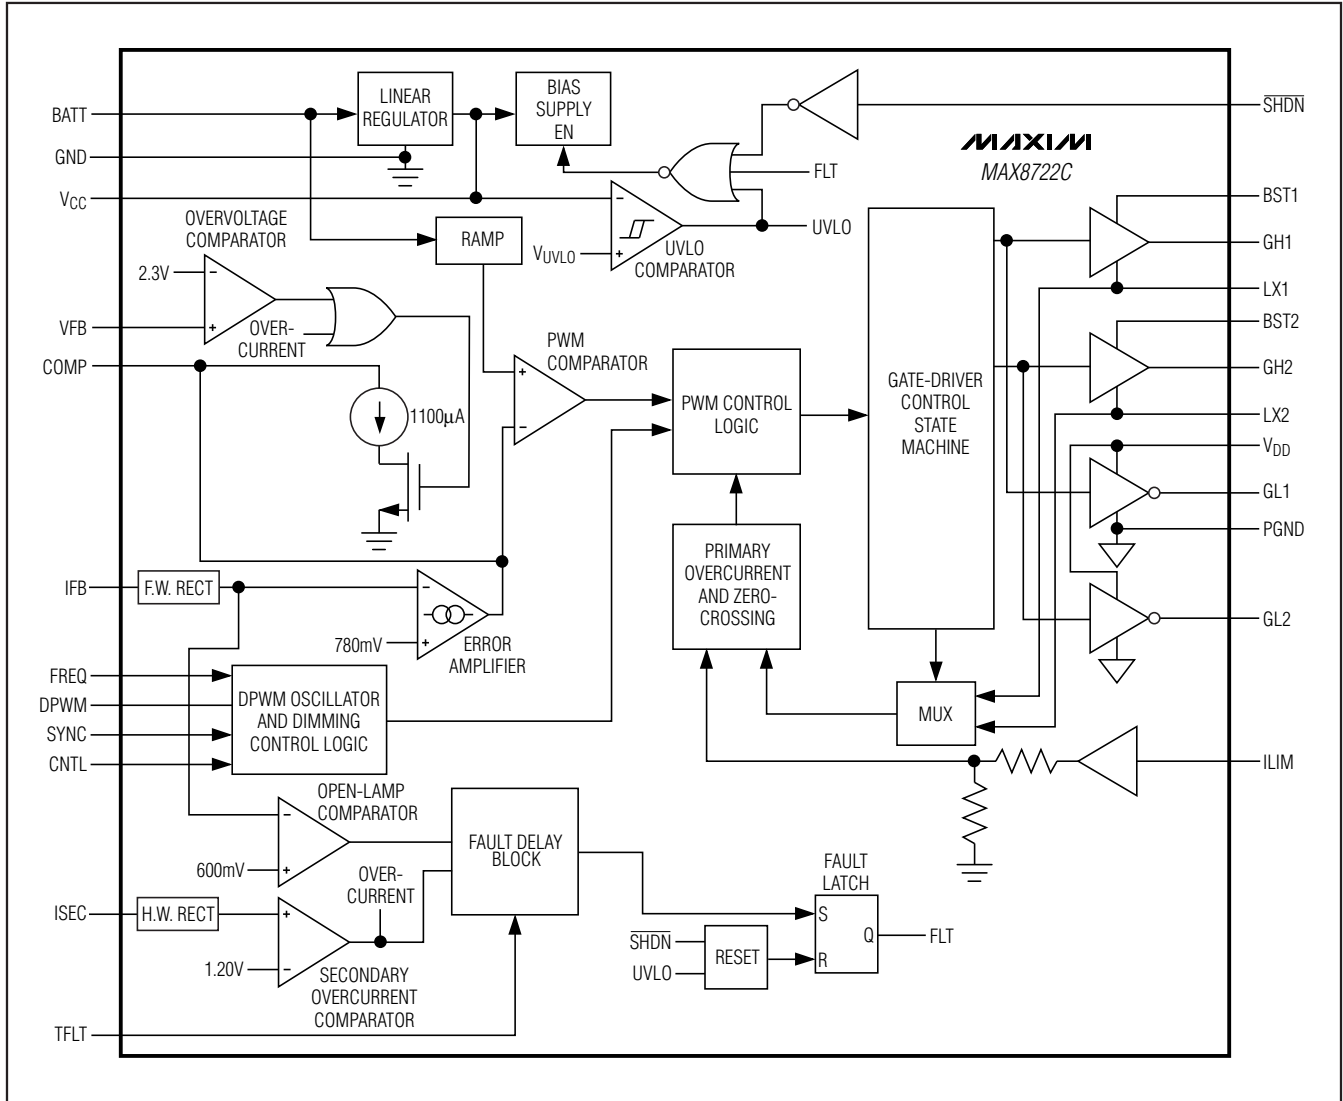 BATT
GND
VCC
VFB
COMP
IFB
FREQ
DPWM
SYNC
CNTL
ISEC
TFLT
LINEAR
REGULATOR
BIAS
SUPPLY
EN
SHDN
MAXIM
MAX8722C
FLT
UVLO
OVERVOLTAGE
COMPARATOR
2.3V
−
+
OVER-
CURRENT
RAMP
VUVLO
−
+
UVLO
COMPARATOR
1100µA
PWM
COMPARATOR
+
−
PWM CONTROL
LOGIC
GATE-DRIVER
CONTROL
STATE
MACHINE
BST1
GH1
LX1
BST2
GH2
LX2
VDD
GL1
PGND
GL2
ILIM
F.W. RECT
780mV
−
+
ERROR
AMPLIFIER
PRIMARY
OVERCURRENT
AND ZERO-
CROSSING
MUX
DPWM OSCILLATOR
AND DIMMING
CONTROL LOGIC
OPEN-LAMP
COMPARATOR
−
+
600mV
FAULT DELAY
BLOCK
OVER-
CURRENT
H.W. RECT
+
−
1.20V
SECONDARY
OVERCURRENT
COMPARATOR
SHDN
UVLO
RESET
FAULT
LATCH
S
R
Q
FLT